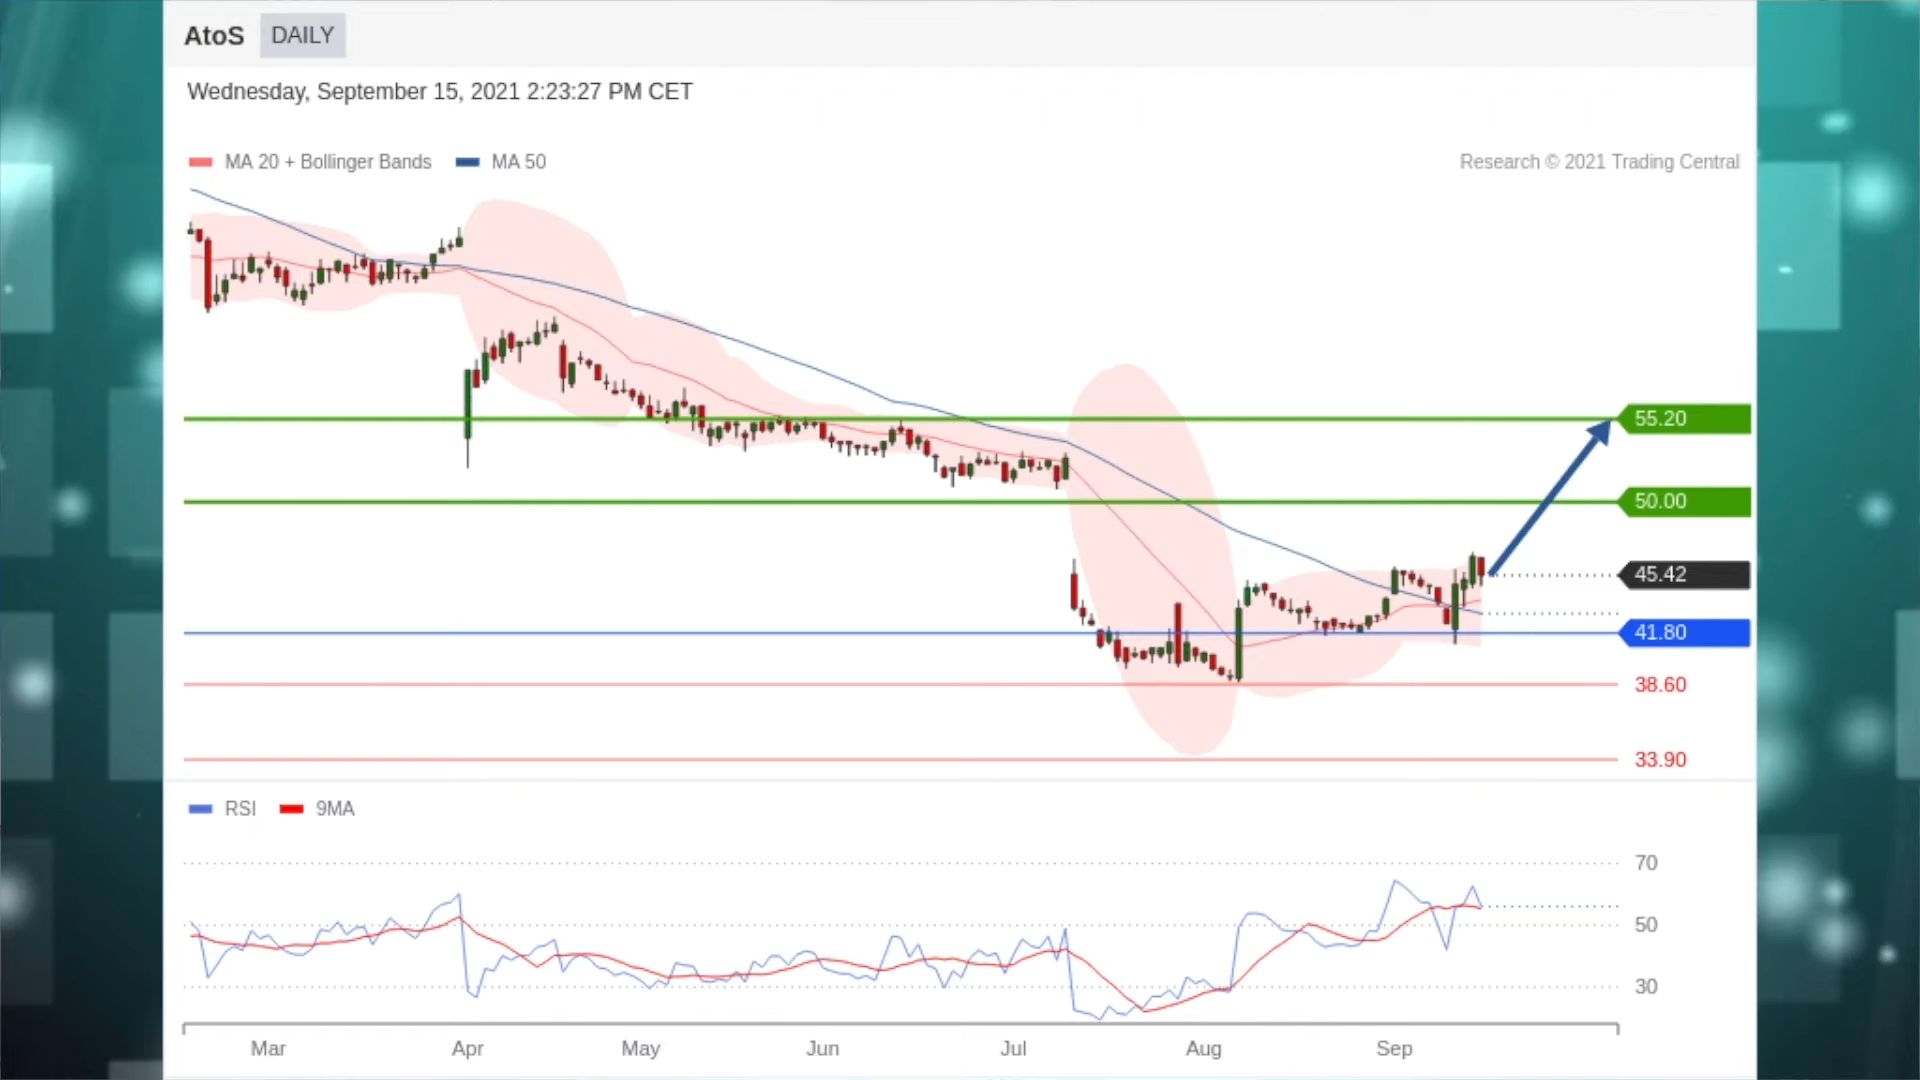 AtoS DAILY
Wednesday, September 15, 2021 2:23:27 PM CET
MA 20 + Bollinger Bands MA 50 Research © 2021 Trading Central
55.20
50.00
45.42
41.80
38.60
33.90
RSI 9MA
70
50
30
Mar Apr May Jun Jul Aug Sep